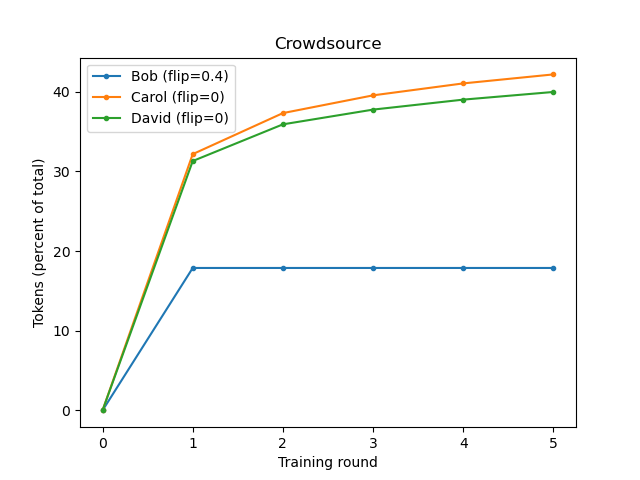 Crowdsource
Bob (flip=0.4)
Carol (flip=0)
David (flip=0)
Tokens (percent of total)
40
30
20
10
0
0 1 2 3 4 5
Training round